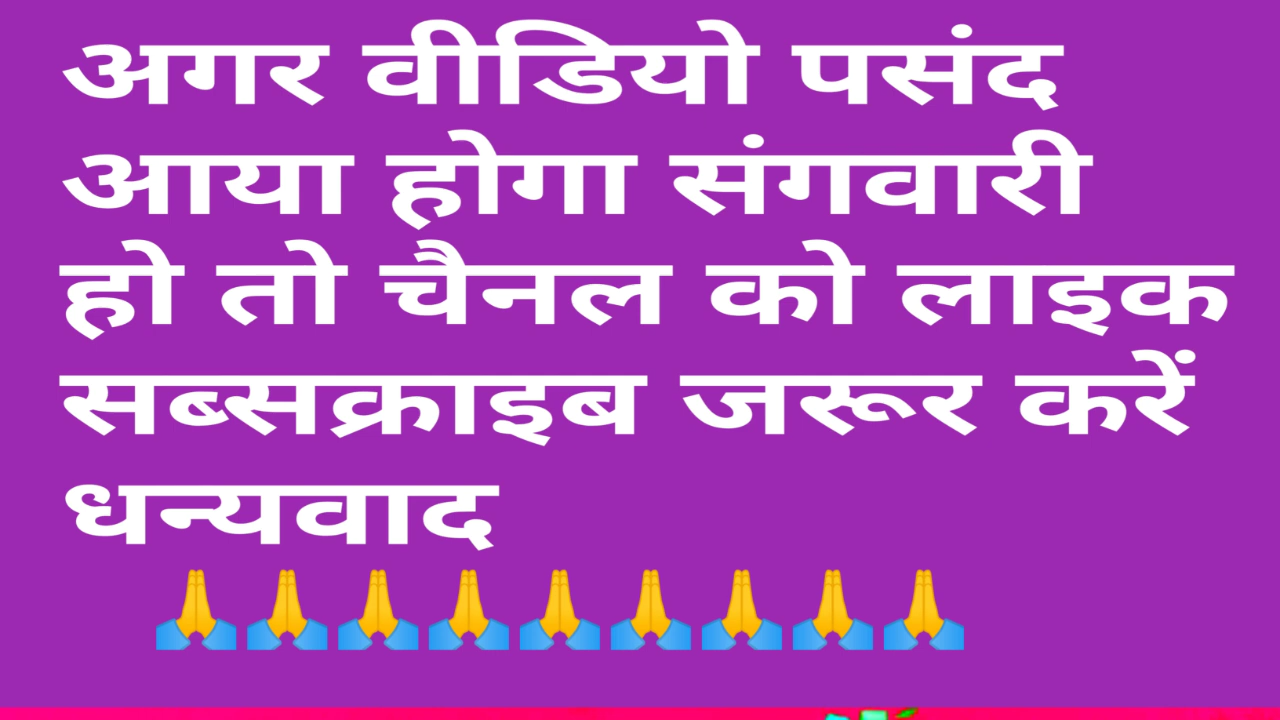 अगर वीडियो पसंद
आया होगा संगवारी
हो तो चैनल को लाइक
सब्सक्राइब जरूर करें
धन्यवाद
🙏🙏🙏🙏🙏🙏🙏🙏🙏